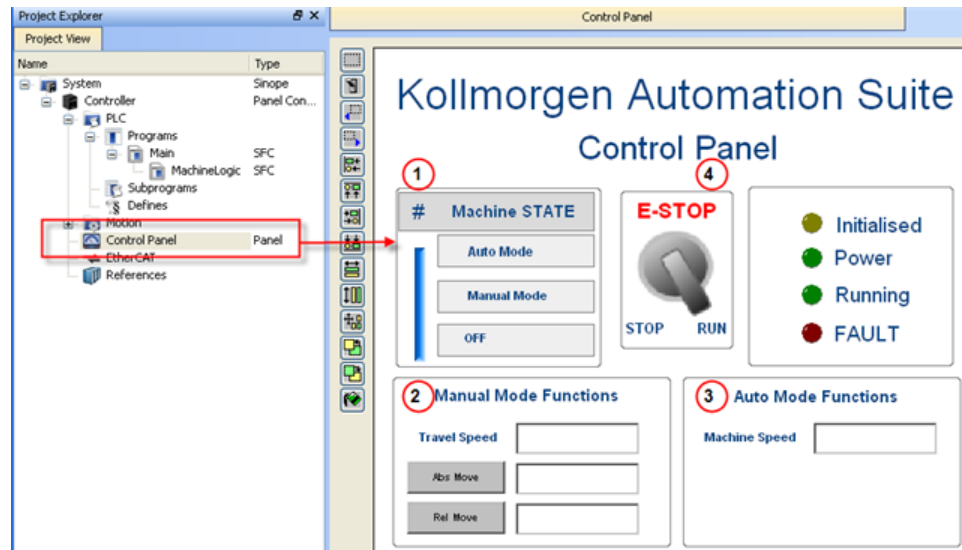 Project Explorer
Project View
Name Type
System Sinope
Controller Panel Con...
PLC
Programs
Main SFC
MachineLogic SFC
Subprograms
Defines
Motion
Control Panel Panel
EtherCAT
References
Control Panel
Kollmorgen Automation Suite
Control Panel
1
# Machine STATE
Auto Mode
Manual Mode
OFF
4
E-STOP
STOP RUN
Initialised
Power
Running
FAULT
2 Manual Mode Functions
Travel Speed
Abs Move
Rel Move
3 Auto Mode Functions
Machine Speed